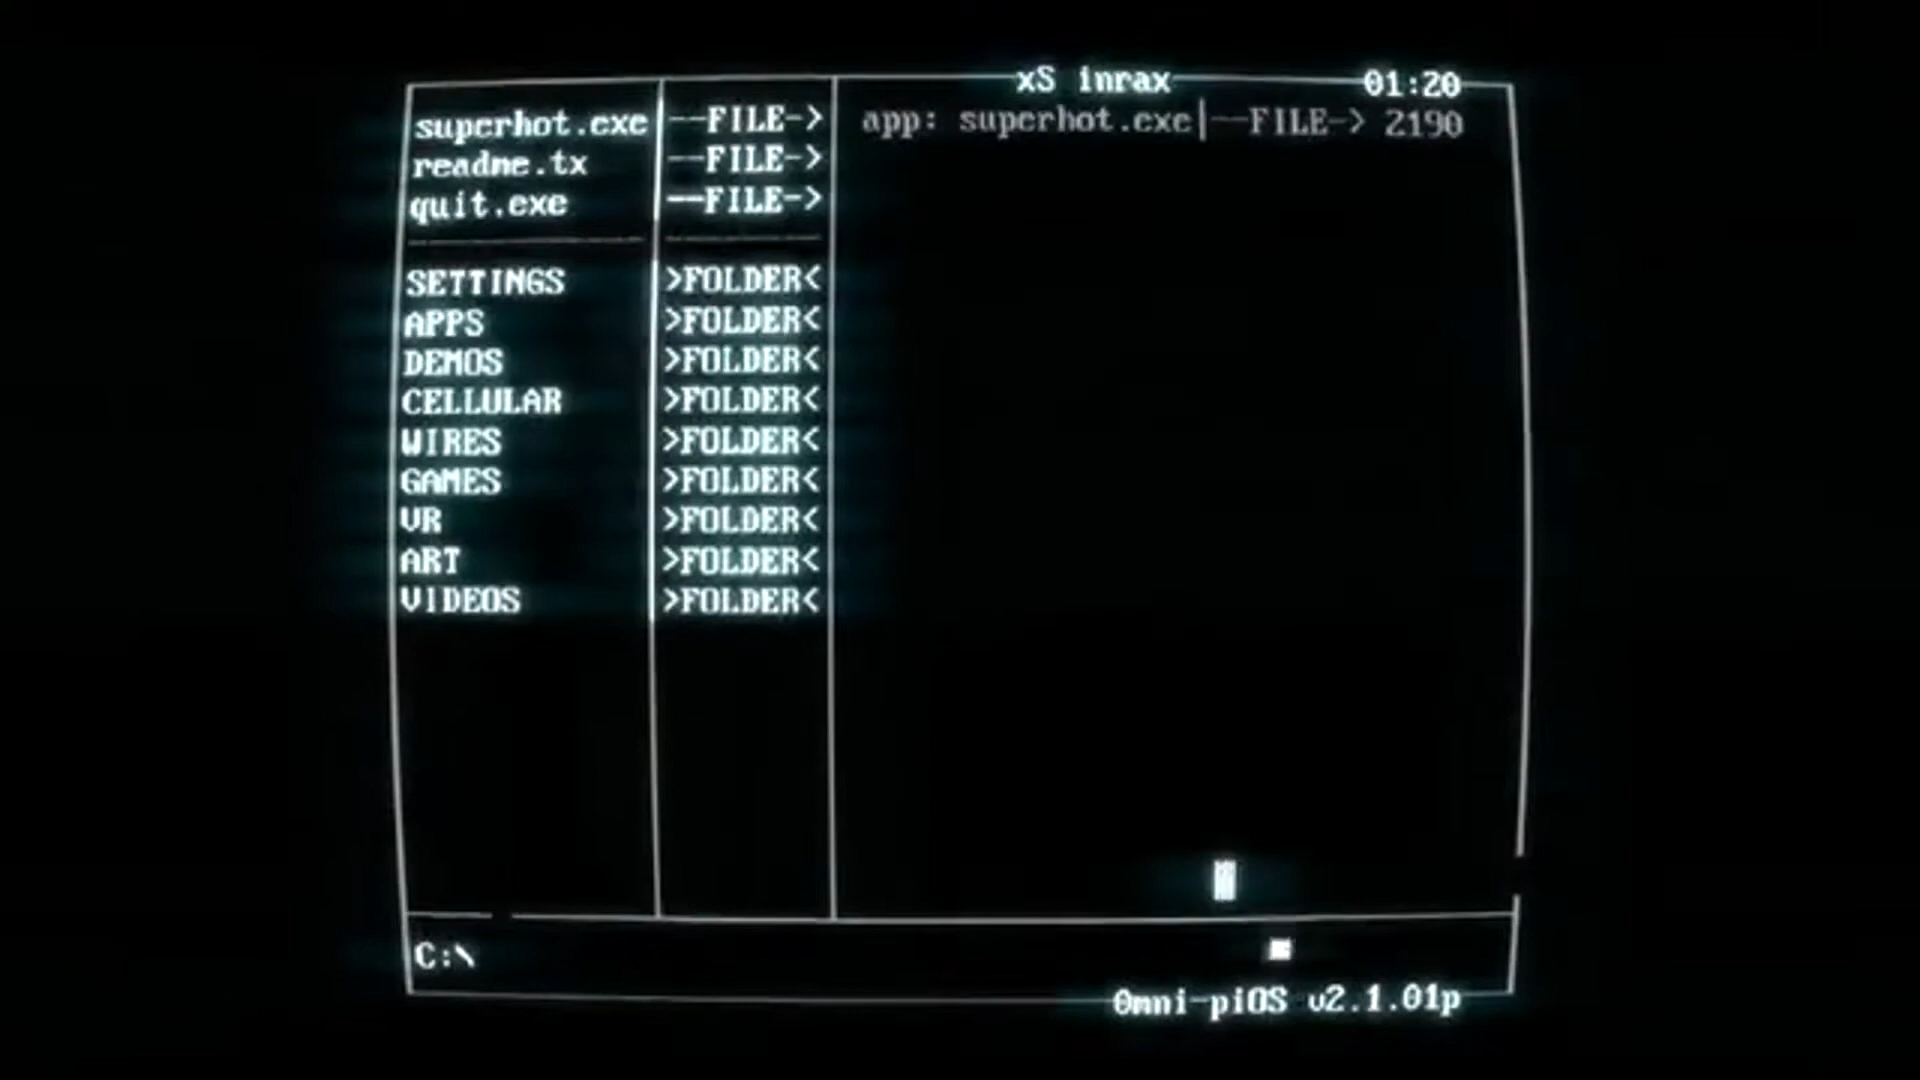 xS inrax 01:20
superhot.exe --FILE-> app: superhot.exe|--FILE-> 2190
readme.tx --FILE->
quit.exe --FILE->
SETTINGS >FOLDER<
APPS >FOLDER<
DEMOS >FOLDER<
CELLULAR >FOLDER<
WIRES >FOLDER<
GAMES >FOLDER<
VR >FOLDER<
ART >FOLDER<
VIDEOS >FOLDER<
C:\
Omni-piOS v2.1.01p